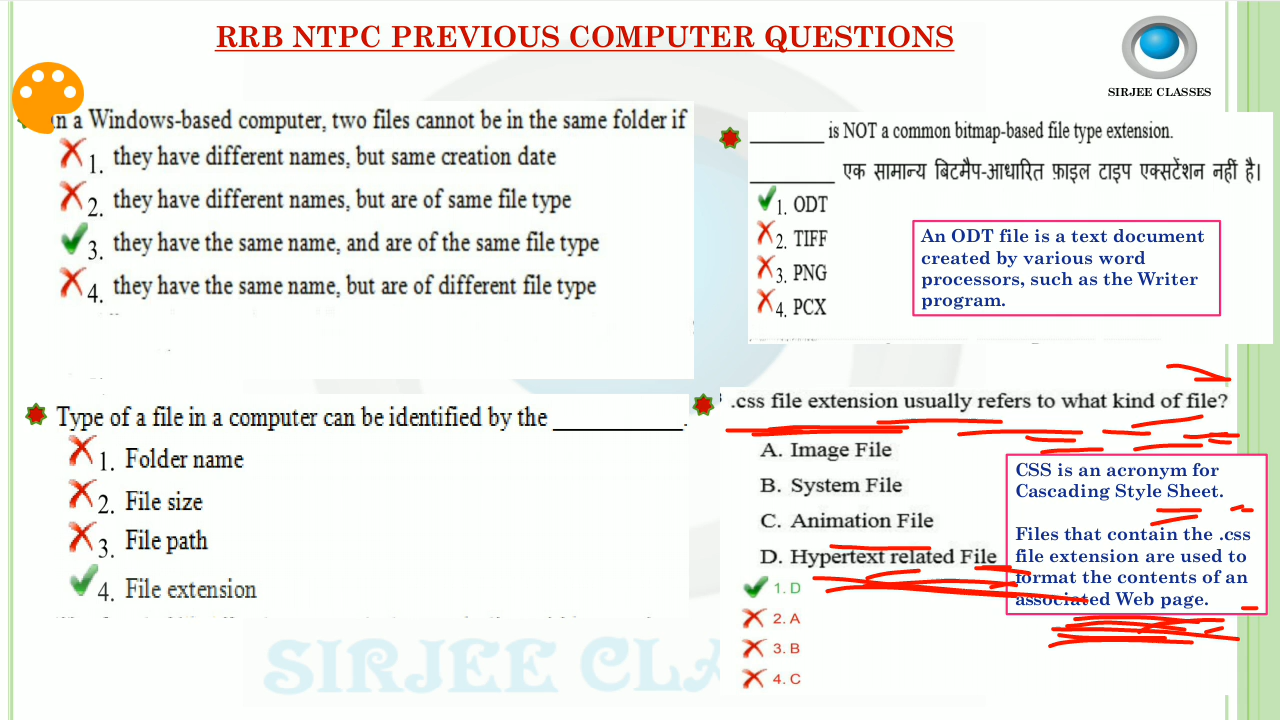 RRB NTPC PREVIOUS COMPUTER QUESTIONS
SIRJEE CLASSES
In a Windows-based computer, two files cannot be in the same folder if
1. they have different names, but same creation date
2. they have different names, but are of same file type
3. they have the same name, and are of the same file type
4. they have the same name, but are of different file type
________ is NOT a common bitmap-based file type extension.
________ एक सामान्य बिटमैप-आधारित फ़ाइल टाइप एक्सटेंशन नहीं है।
1. ODT
2. TIFF
3. PNG
4. PCX
An ODT file is a text document
created by various word
processors, such as the Writer
program.
Type of a file in a computer can be identified by the __________.
1. Folder name
2. File size
3. File path
4. File extension
.css file extension usually refers to what kind of file?
A. Image File
B. System File
C. Animation File
D. Hypertext related File
1. D
2. A
3. B
4. C
CSS is an acronym for
Cascading Style Sheet.
Files that contain the .css
file extension are used to
format the contents of an
associated Web page.
SIRJEE CLA